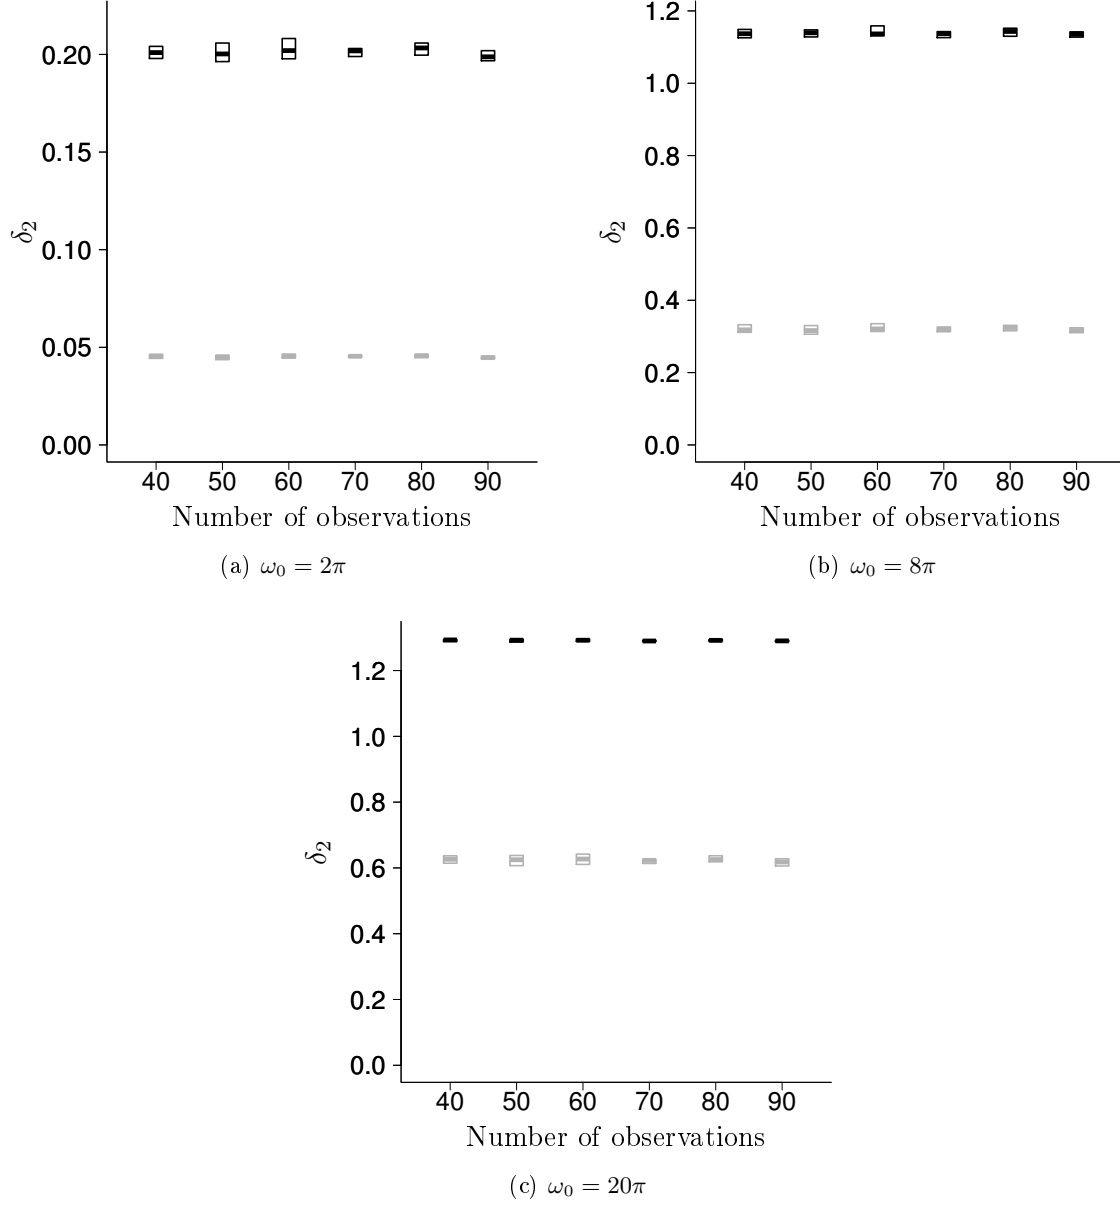 0.20
0.15
0.10
0.05
0.00
δ₂
40 50 60 70 80 90
Number of observations
(a) ω₀ = 2π
1.2
1.0
0.8
0.6
0.4
0.2
0.0
δ₂
40 50 60 70 80 90
Number of observations
(b) ω₀ = 8π
1.2
1.0
0.8
0.6
0.4
0.2
0.0
δ₂
40 50 60 70 80 90
Number of observations
(c) ω₀ = 20π